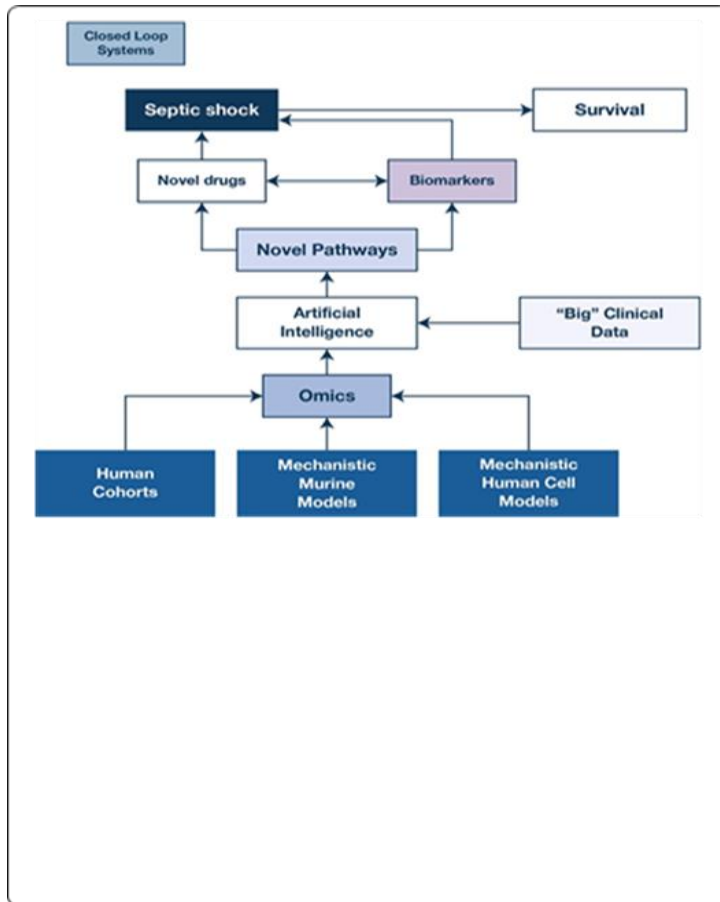 Closed Loop
Systems
Septic shock
Survival
Novel drugs
Biomarkers
Novel Pathways
Artificial
Intelligence
“Big” Clinical
Data
Omics
Human
Cohorts
Mechanistic
Murine
Models
Mechanistic
Human Cell
Models